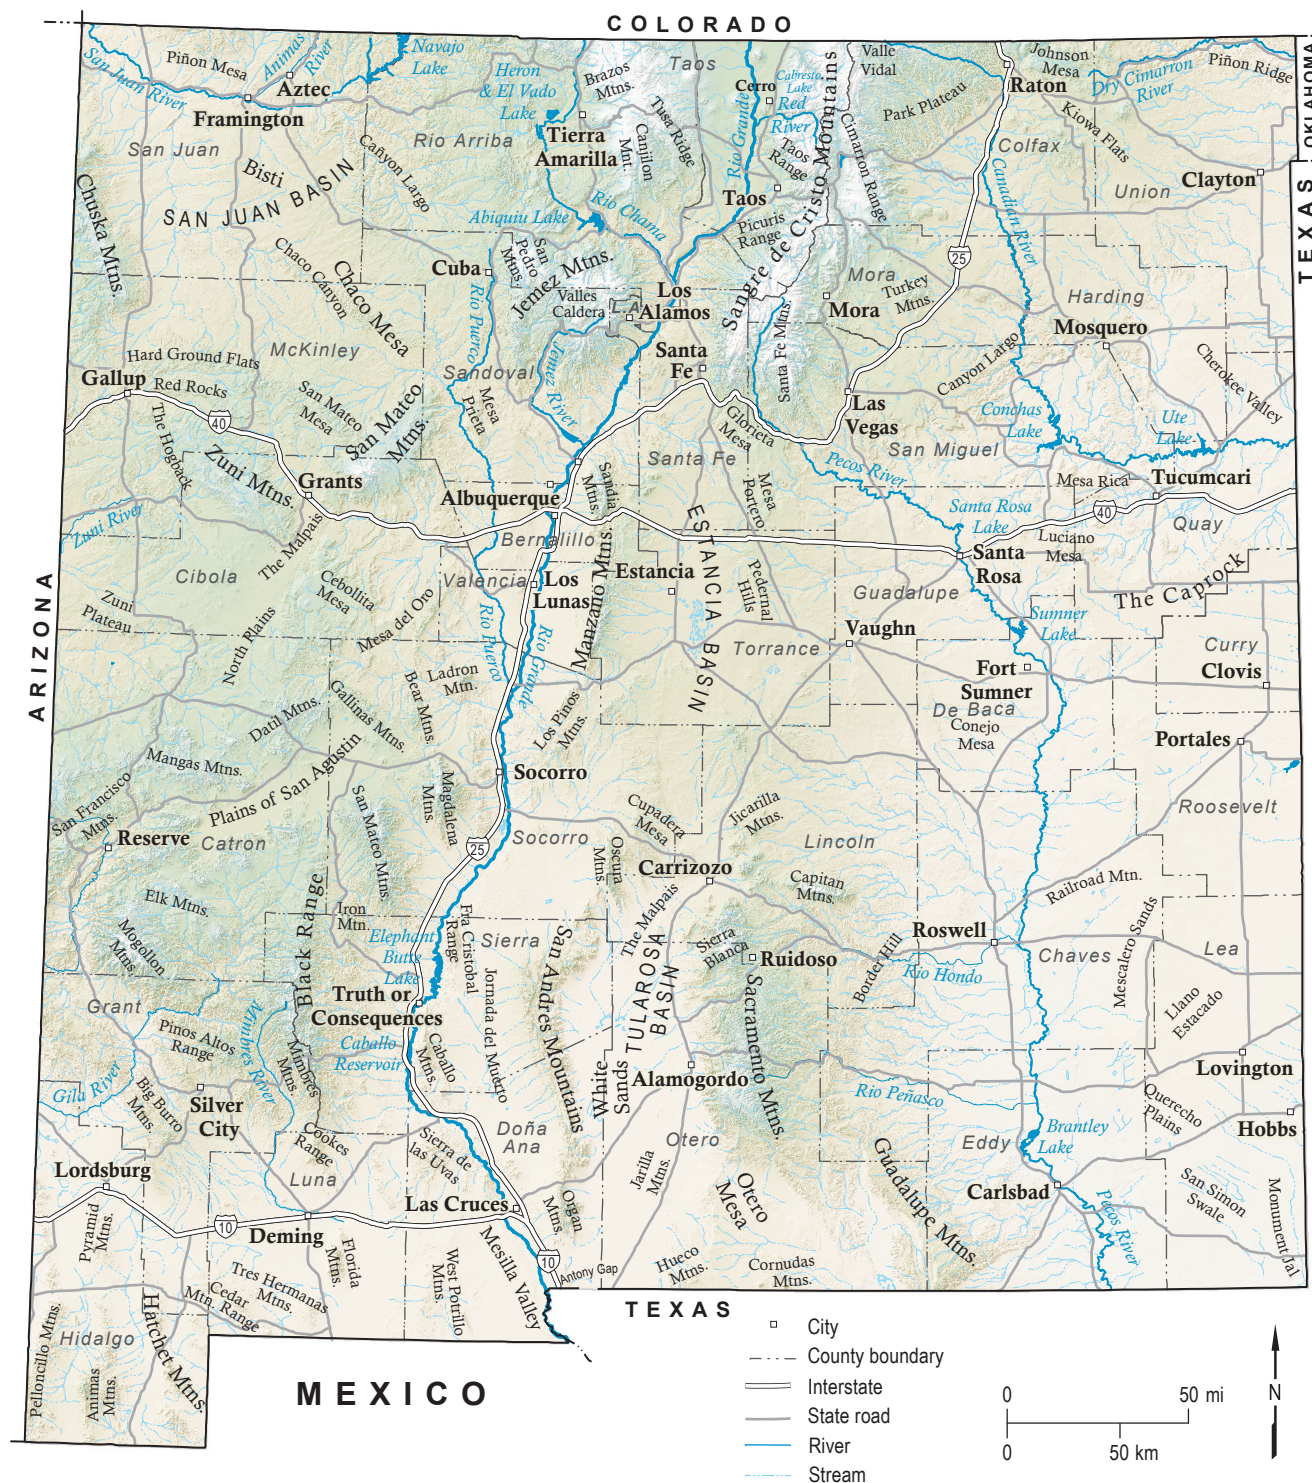 COLORADO
Navajo
Lake
Animas
River
Piñon Mesa
San Juan River
Aztec
Framington
San Juan
Heron
& El Vado
Lake
Brazos
Mtns.
Taos
Cerro
Cabresto
Lake
Red
River
Valle
Vidal
Johnson
Mesa
Raton
Dry Cimarron
River
Piñon Ridge
OKLAHOMA
TEXAS
Park Plateau
Kiowa Flats
Colfax
Union
Clayton
Tierra
Amarilla
Rio Arriba
Tusa Ridge
Canjilon
Mnt.
Rio Grande
Taos
Range
Cimarron Range
Sangre de Cristo Mountains
Bisti
SAN JUAN BASIN
Cañyon Largo
Chuska Mtns.
Abiquiu Lake
Rio Chama
Taos
Picuris
Range
Canadian River
25
Chaco Canyon
Chaco Mesa
Cuba
San
Pedro
Mtns.
Jemez Mtns.
Valles
Caldera
LA
Los
Alamos
Mora
Turkey
Mtns.
Mora
Harding
Mosquero
Rio Puerco
Jemez River
Santa Fe Mtns.
Santa
Fe
Hard Ground Flats
McKinley
Sandoval
Canyon Largo
Cherokee Valley
Gallup
Red Rocks
San Mateo
Mesa
San Mateo
Mtns.
Mesa
Prieta
Glorieta
Mesa
Las
Vegas
Conchas
Lake
Ute
Lake
40
The Hogback
Zuni Mtns.
Grants
Santa Fe
San Miguel
Pecos River
Mesa Rica
Tucumcari
Albuquerque
Sandia
Mtns.
Mesa
Portero
Santa Rosa
Lake
40
Quay
Zuni River
The Malpais
Bernalillo
ESTANCIA BASIN
Luciano
Mesa
Santa
Rosa
ARIZONA
Cibola
Cebollita
Mesa
Valencia
Los
Lunas
Manzano Mtns.
Estancia
Pedernal
Hills
Guadalupe
The Caprock
Zuni
Plateau
Mesa del Oro
Rio Puerco
Rio Grande
Torrance
Vaughn
Sumner
Lake
Curry
Clovis
North Plains
Ladron
Mtn.
Bear Mtns.
Fort
Sumner
De Baca
Conejo
Mesa
Datil Mtns.
Gallinas Mtns.
Los Pinos
Mtns.
Portales
Mangas Mtns.
Plains of San Agustin
Socorro
San Francisco
Mtns.
Magdalena
Mtns.
San Mateo Mtns.
Cupadera
Mesa
Jicarilla
Mtns.
Roosevelt
Reserve
Catron
25
Socorro
Oscura
Mtns.
Carrizozo
Lincoln
Elk Mtns.
Iron
Mtn.
Capitan
Mtns.
Railroad Mtn.
Black Range
Mogollon
Mtns.
Elephant
Butte
Lake
Fra Cristobal
Range
Sierra
San Andres Mountains
The Malpais
TULAROSA
BASIN
Sierra
Blanca
Ruidoso
Border Hill
Roswell
Rio Hondo
Chaves
Mescalero Sands
Lea
Grant
Truth or
Consequences
Jornada del Muerto
Sacramento Mtns.
Llano
Estacado
Pinos Altos
Range
Mimbres River
Mimbres
Mtns.
Caballo
Reservoir
Caballo
Mtns.
White
Sands
Alamogordo
Lovington
Gila River
Big Burro
Mtns.
Silver
City
Rio Peñasco
Querecho
Plains
Hobbs
Cookes
Range
Sierra de
las Uvas
Doña
Ana
Otero
Guadalupe Mtns.
Eddy
Brantley
Lake
Lordsburg
Luna
Jarilla
Mtns.
Otero
Mesa
Carlsbad
San Simon
Swale
Monument Jal
Pyramid
Mtns.
10
Deming
Las Cruces
Organ
Mtns.
Pecos River
Florida
Mtns.
West Potrillo
Mtns.
Mesilla Valley
10
Antony Gap
Hueco
Mtns.
Cornudas
Mtns.
Tres Hermanas
Mtns.
Cedar
Mtn. Range
Hatchet Mtns.
Hidalgo
Peloncillo Mtns.
Animas
Mtns.
TEXAS
MEXICO
City
County boundary
Interstate
State road
River
Stream
0 50 mi
0 50 km
N